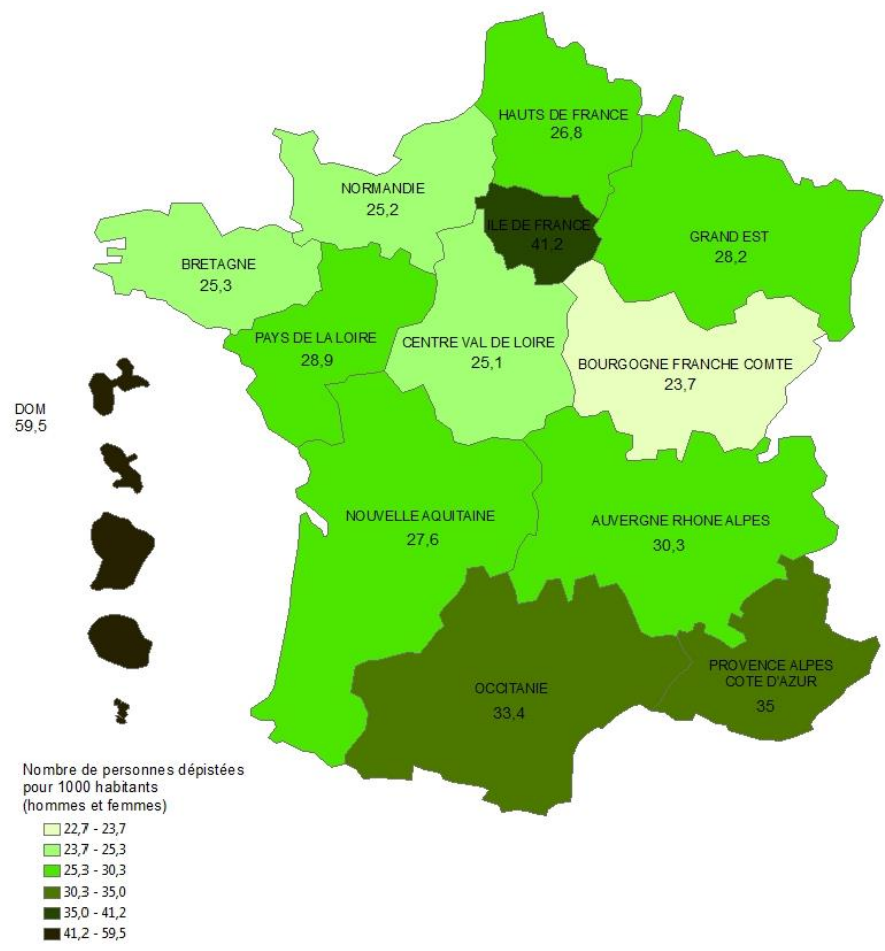 HAUTS DE FRANCE
26,8
NORMANDIE
25,2
ILE DE FRANCE
41,2
GRAND EST
28,2
BRETAGNE
25,3
PAYS DE LA LOIRE
28,9
CENTRE VAL DE LOIRE
25,1
BOURGOGNE FRANCHE COMTE
23,7
DOM
59,5
NOUVELLE AQUITAINE
27,6
AUVERGNE RHONE ALPES
30,3
OCCITANIE
33,4
PROVENCE ALPES
COTE D'AZUR
35
Nombre de personnes dépistées
pour 1000 habitants
(hommes et femmes)
22,7 - 23,7
23,7 - 25,3
25,3 - 30,3
30,3 - 35,0
35,0 - 41,2
41,2 - 59,5